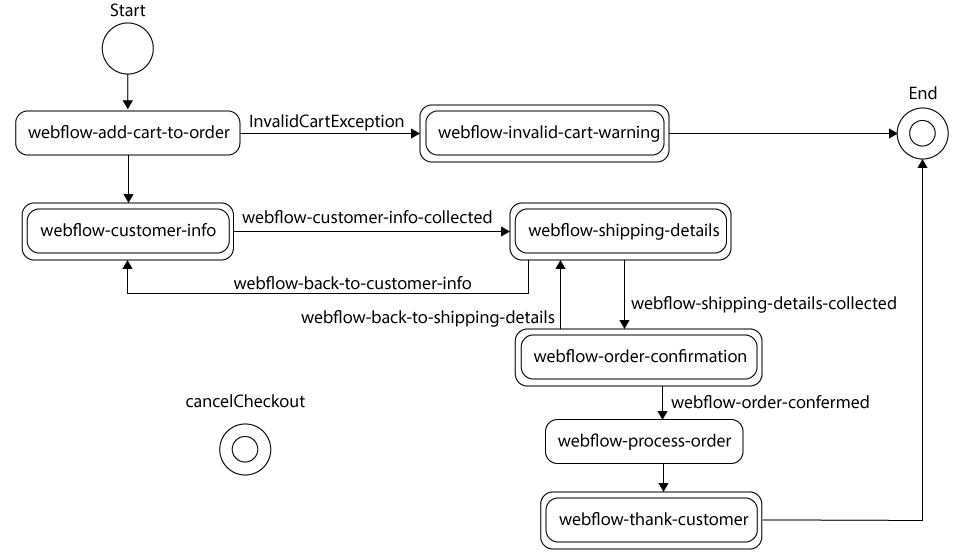 Start
End
InvalidCartException
webflow-add-cart-to-order
webflow-invalid-cart-warning
webflow-customer-info-collected
webflow-customer-info
webflow-shipping-details
webflow-back-to-customer-info
webflow-shipping-details-collected
webflow-back-to-shipping-details
webflow-order-confirmation
cancelCheckout
webflow-order-confermed
webflow-process-order
webflow-thank-customer